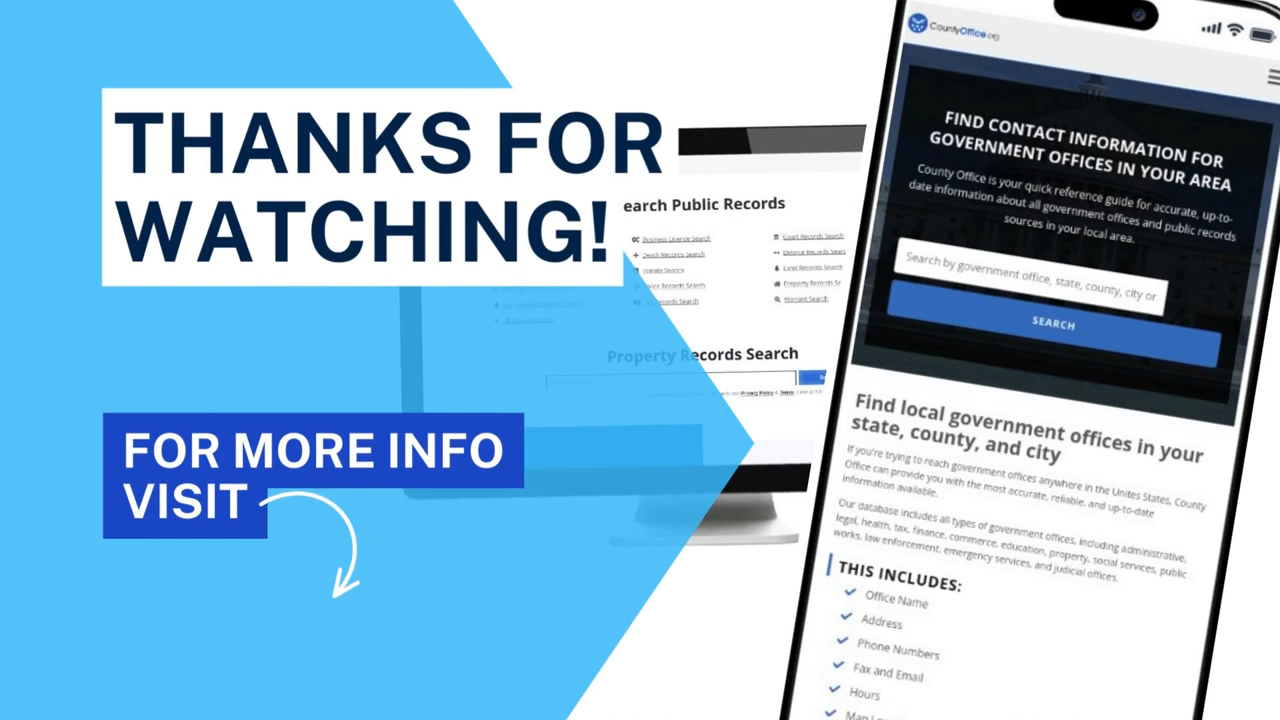 THANKS FOR
WATCHING!
FOR MORE INFO
VISIT
earch Public Records
Business License Search
Death Records Search
Search
Records Search
Records Search
Court Records Search
Divorce Records Sear
Land Records Search
Property Records Se
Warrant Search
Property Records Search
Privacy Policy & Terms
CountyOffice.org
FIND CONTACT INFORMATION FOR
GOVERNMENT OFFICES IN YOUR AREA
County Office is your quick reference guide for accurate, up-to-
date information about all government offices and public records
sources in your local area.
Search by government office, state, county, city or
SEARCH
Find local government offices in your
state, county, and city
If you're trying to reach government offices anywhere in the Unites States, County
Office can provide you with the most accurate, reliable, and up-to-date
information available.
Our database includes all types of government offices, including administrative,
legal, health, tax, finance, commerce, education, property, social services, public
works, law enforcement, emergency services, and judicial offices.
THIS INCLUDES:
Office Name
Address
Phone Numbers
Fax and Email
Hours
Map